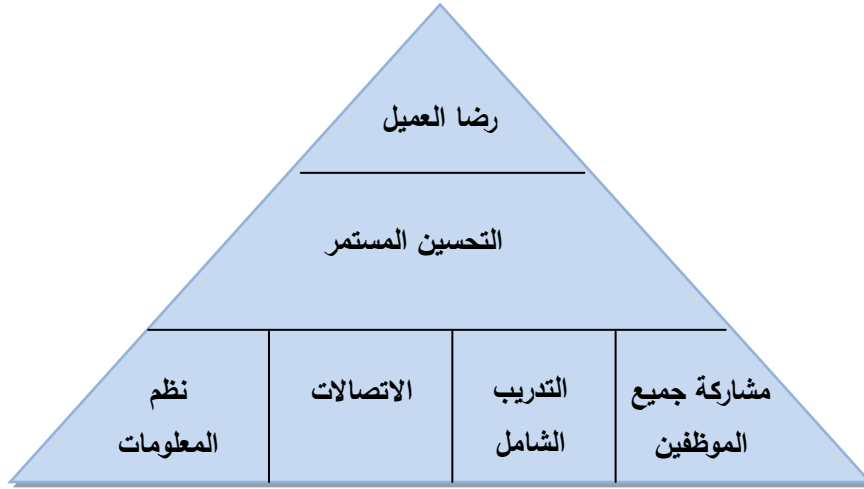 رضا العميل
التحسين المستمر
مشاركة جميع
الموظفين
التدريب
الشامل
الاتصالات
نظم
المعلومات